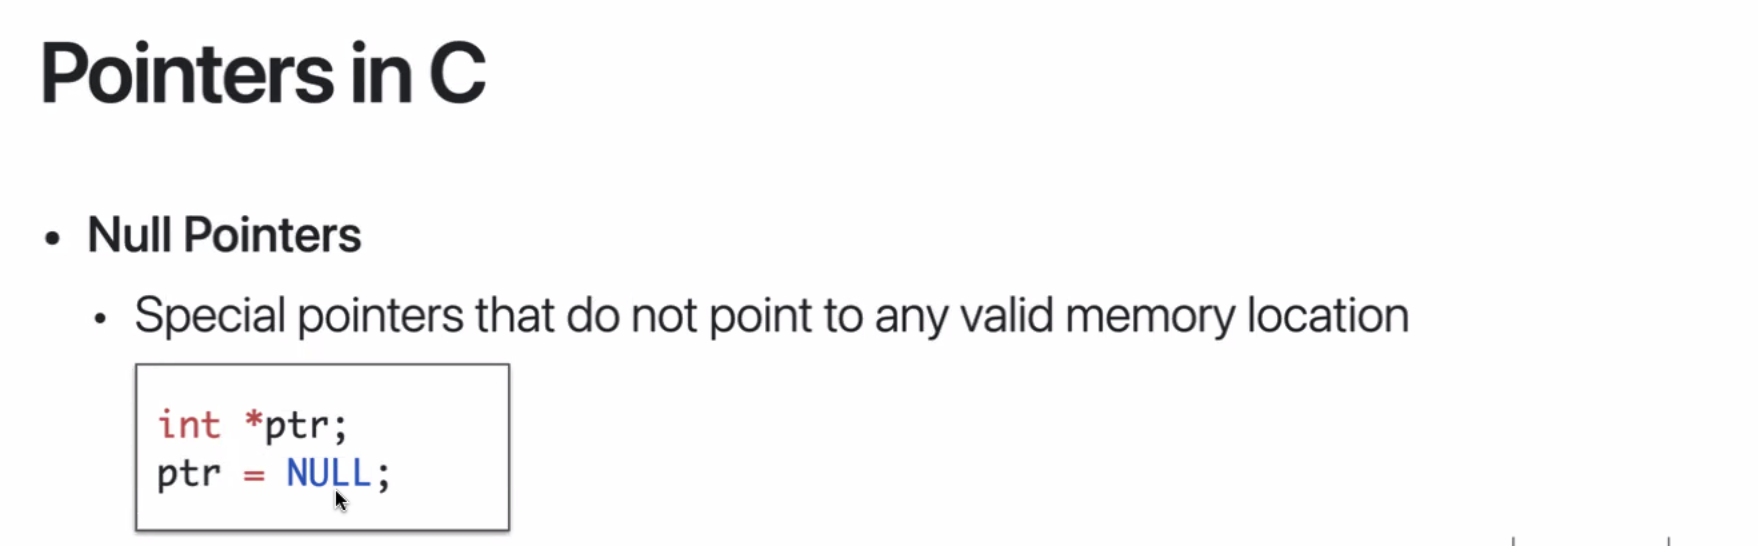 Pointers in C
• Null Pointers
• Special pointers that do not point to any valid memory location
int *ptr;
ptr = NULL;